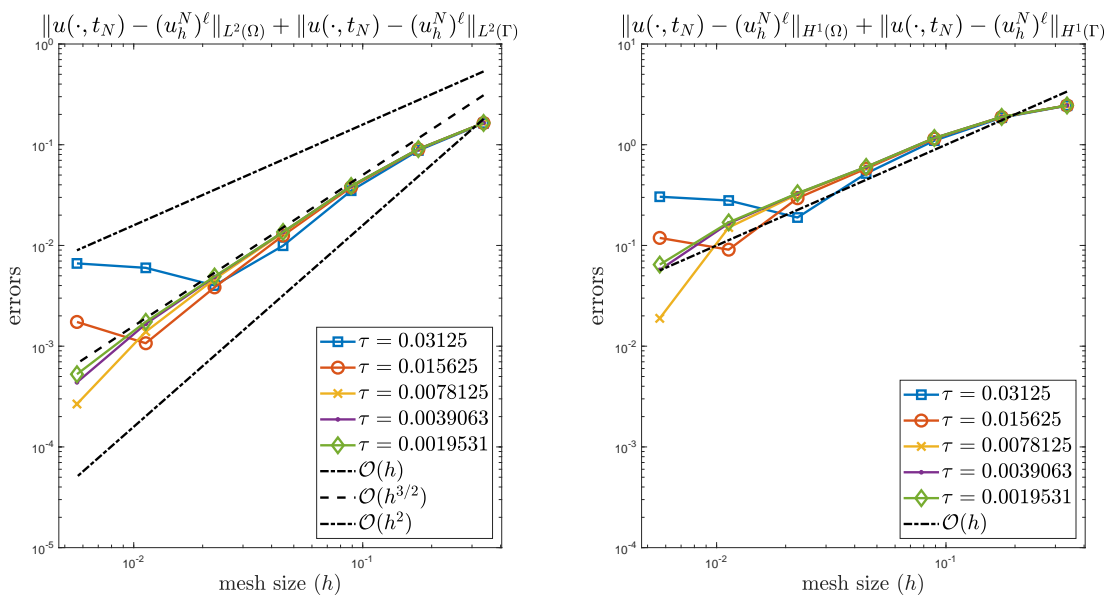 ‖u(·, t_N) − (u_h^N)^ℓ‖_{L²(Ω)} + ‖u(·, t_N) − (u_h^N)^ℓ‖_{L²(Γ)}
10^0
10^{-1}
10^{-2}
10^{-3}
10^{-4}
10^{-5}
errors
τ = 0.03125
τ = 0.015625
τ = 0.0078125
τ = 0.0039063
τ = 0.0019531
𝒪(h)
𝒪(h^{3/2})
𝒪(h²)
10^{-2}
10^{-1}
mesh size (h)
‖u(·, t_N) − (u_h^N)^ℓ‖_{H¹(Ω)} + ‖u(·, t_N) − (u_h^N)^ℓ‖_{H¹(Γ)}
10^1
10^0
10^{-1}
10^{-2}
10^{-3}
10^{-4}
errors
τ = 0.03125
τ = 0.015625
τ = 0.0078125
τ = 0.0039063
τ = 0.0019531
𝒪(h)
10^{-2}
10^{-1}
mesh size (h)